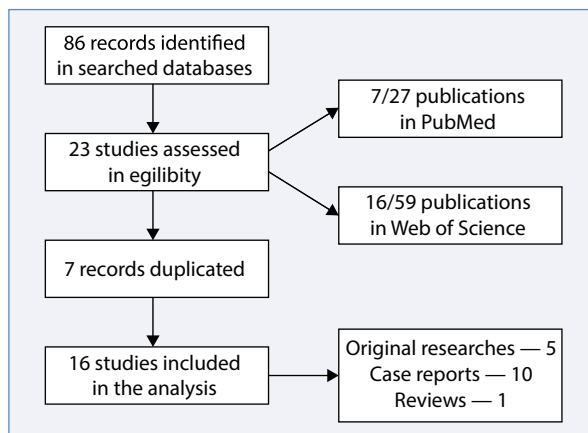 86 records identified
in searched databases
7/27 publications
in PubMed
23 studies assessed
in egilibity
16/59 publications
in Web of Science
7 records duplicated
16 studies included
in the analysis
Original researches — 5
Case reports — 10
Reviews — 1